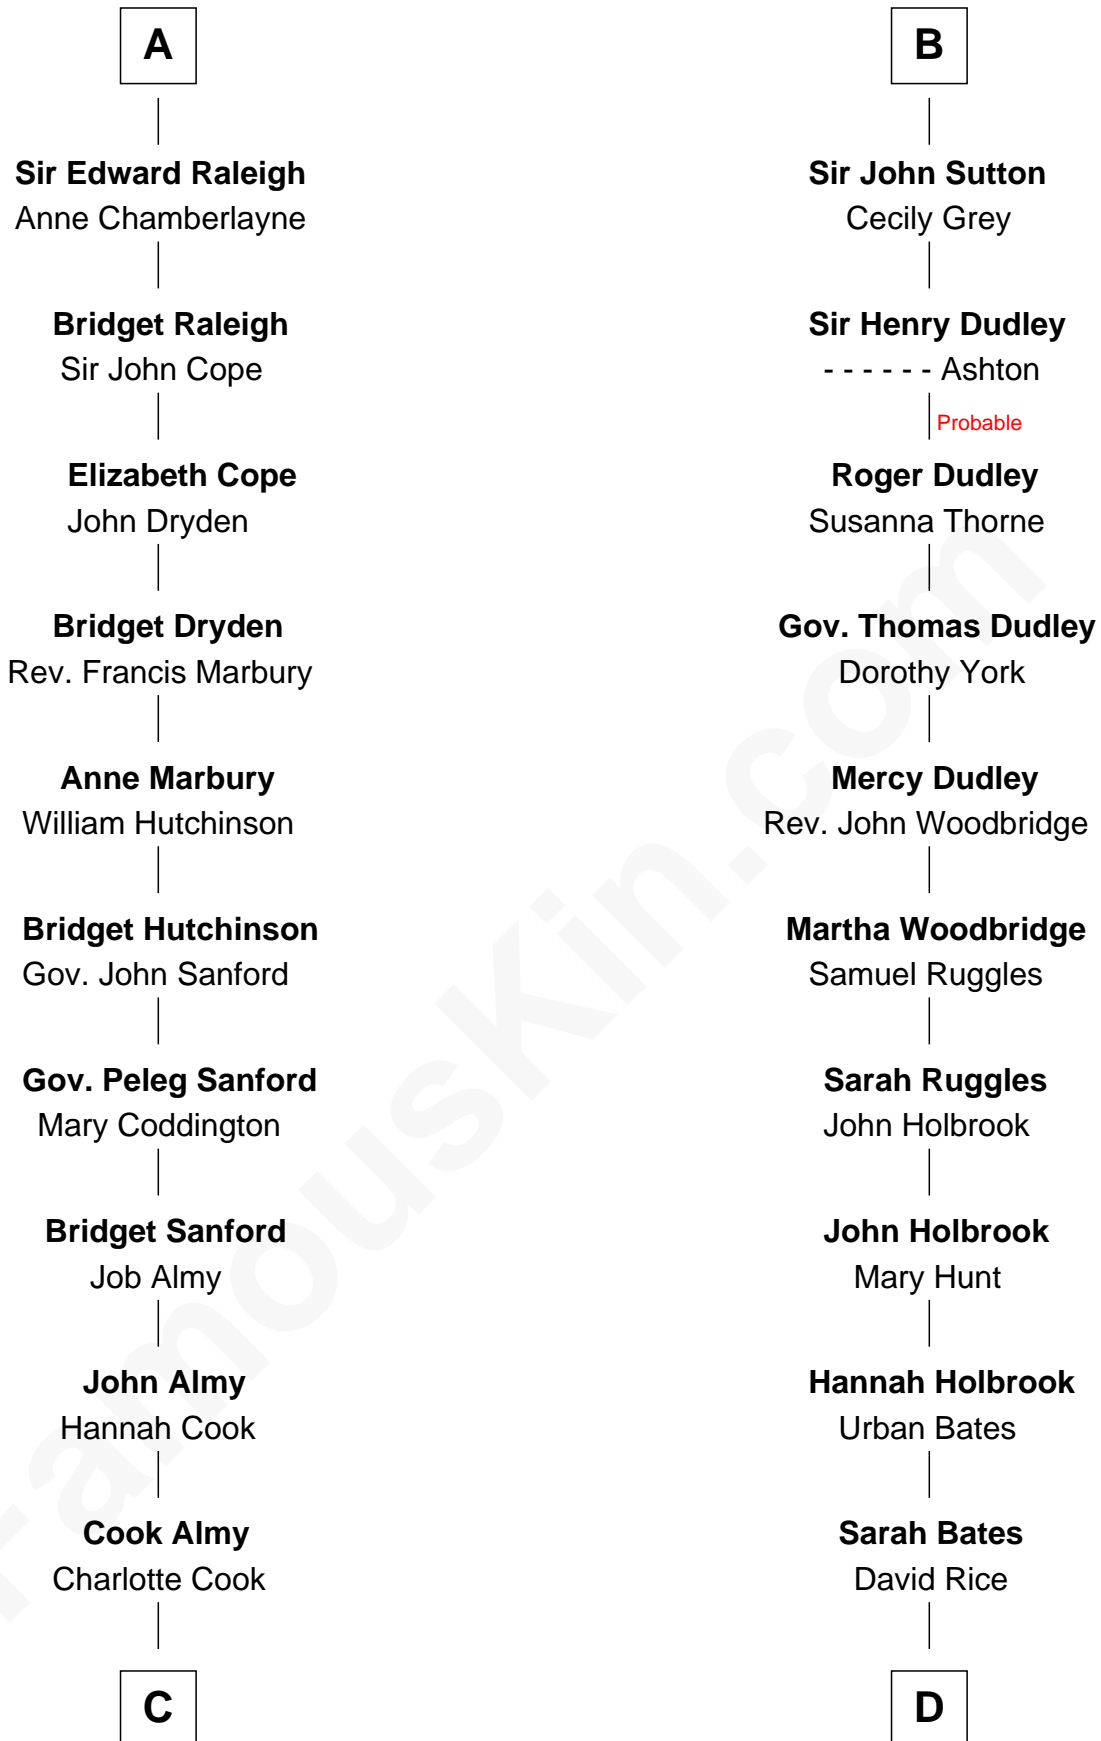 A
Sir Edward Raleigh
Anne Chamberlayne
Bridget Raleigh
Sir John Cope
Elizabeth Cope
John Dryden
Bridget Dryden
Rev. Francis Marbury
Anne Marbury
William Hutchinson
Bridget Hutchinson
Gov. John Sanford
Gov. Peleg Sanford
Mary Coddington
Bridget Sanford
Job Almy
John Almy
Hannah Cook
Cook Almy
Charlotte Cook
C
B
Sir John Sutton
Cecily Grey
Sir Henry Dudley
- - - - - - Ashton
Probable
Roger Dudley
Susanna Thorne
Gov. Thomas Dudley
Dorothy York
Mercy Dudley
Rev. John Woodbridge
Martha Woodbridge
Samuel Ruggles
Sarah Ruggles
John Holbrook
John Holbrook
Mary Hunt
Hannah Holbrook
Urban Bates
Sarah Bates
David Rice
D
FamousKin.com